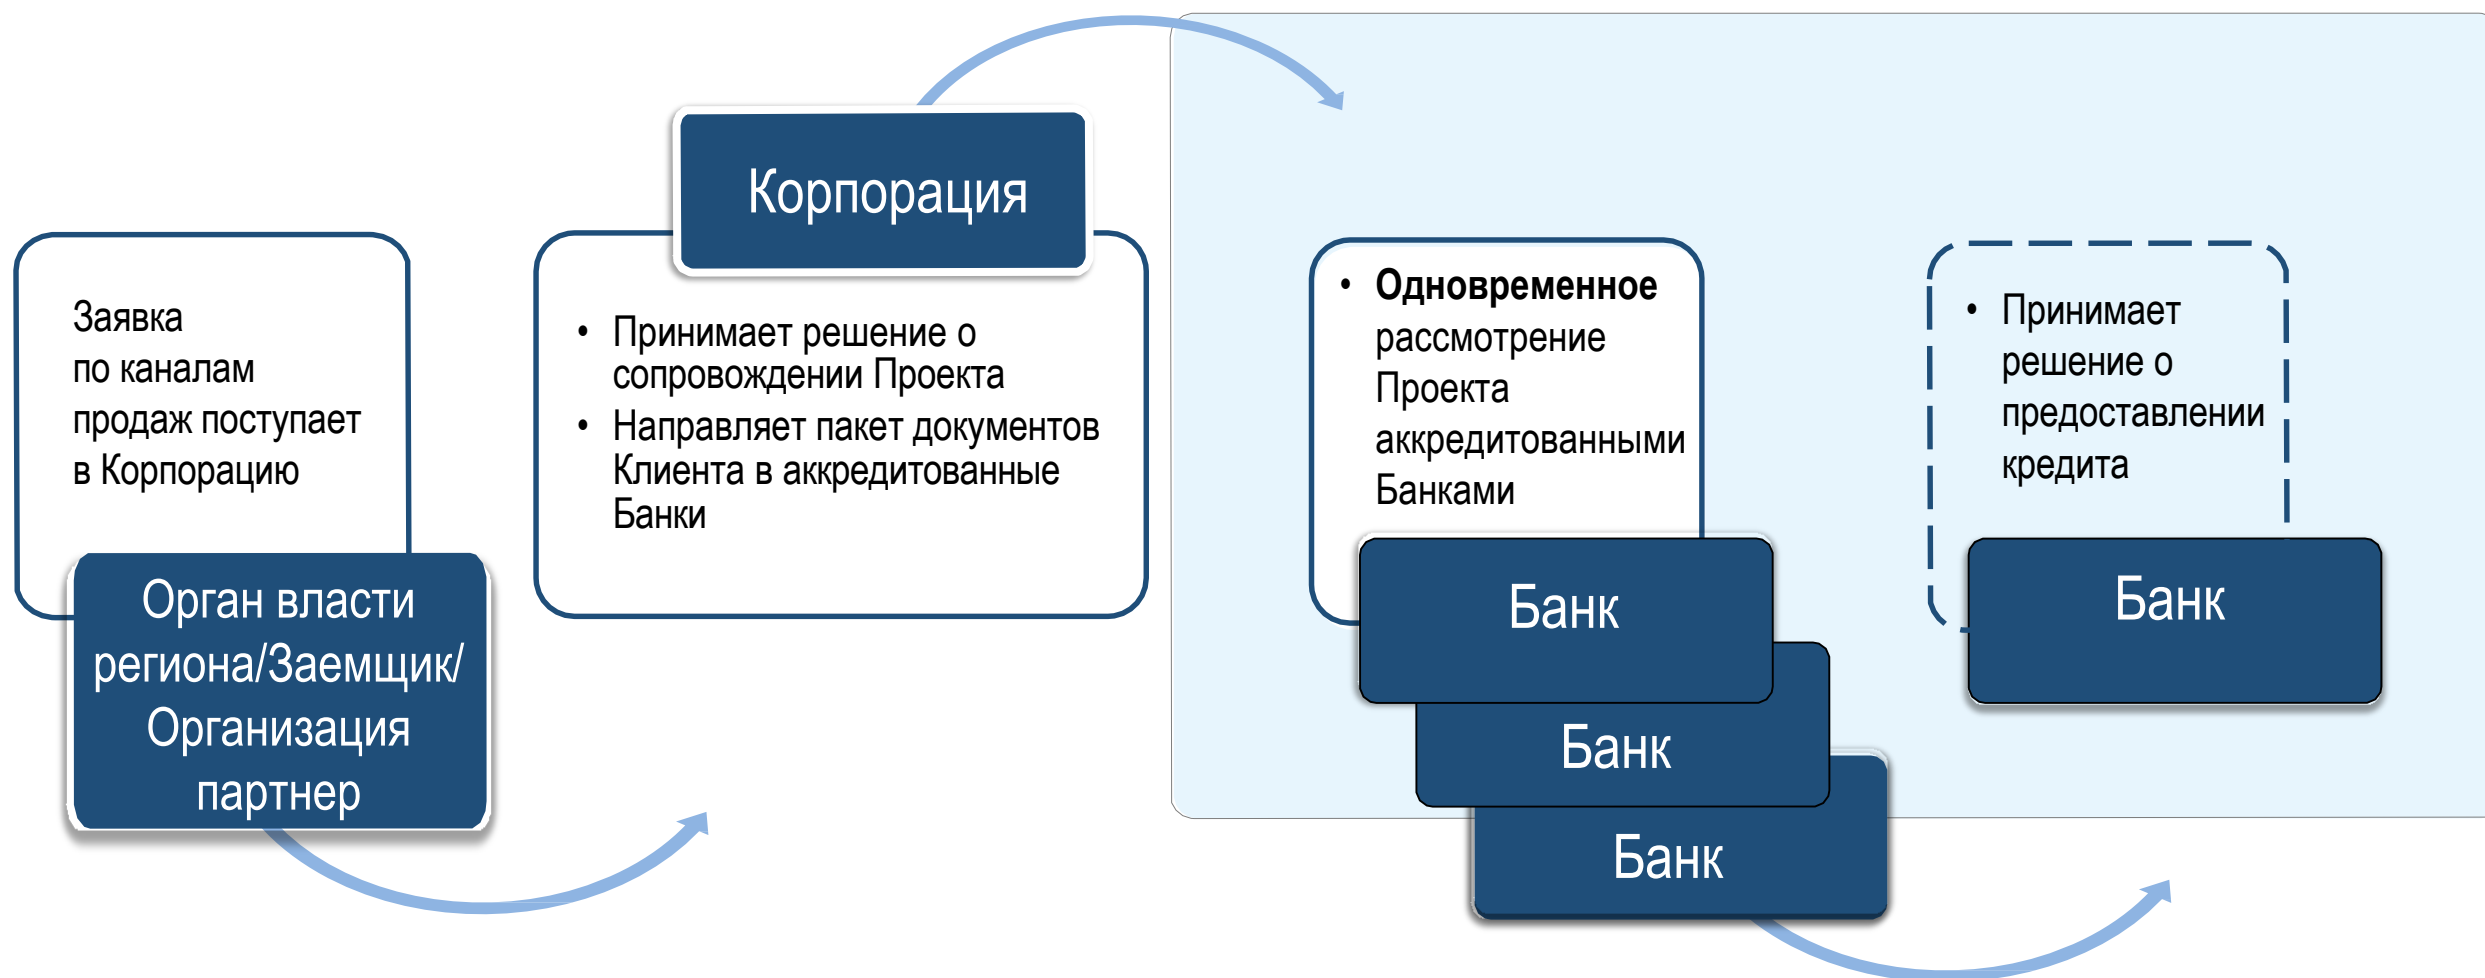 Заявка
по каналам
продаж поступает
в Корпорацию
Орган власти
региона/Заемщик/
Организация
партнер
Корпорация
• Принимает решение о
сопровождении Проекта
• Направляет пакет документов
Клиента в аккредитованные
Банки
• Одновременное
рассмотрение
Проекта
аккредитованными
Банками
Банк
Банк
Банк
• Принимает
решение о
предоставлении
кредита
Банк